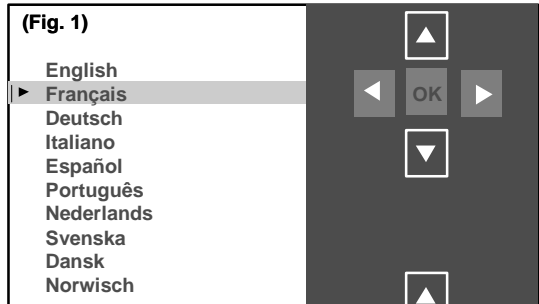 (Fig. 1)
English
Français
Deutsch
Italiano
Español
Português
Nederlands
Svenska
Dansk
Norwisch
OK